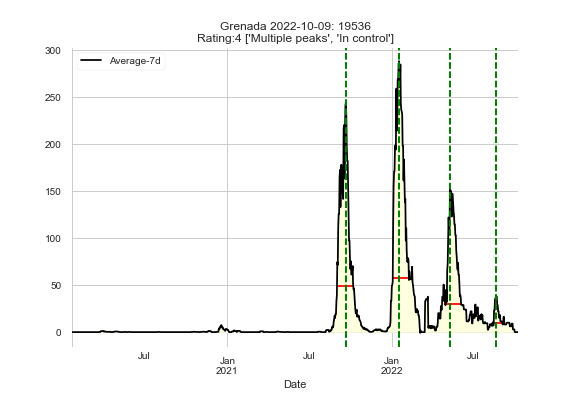 Grenada 2022-10-09: 19536
Rating:4 ['Multiple peaks', 'In control']
300
Average-7d
250
200
150
100
50
0
Jul Jan Jul Jan Jul
2021 2022
Date